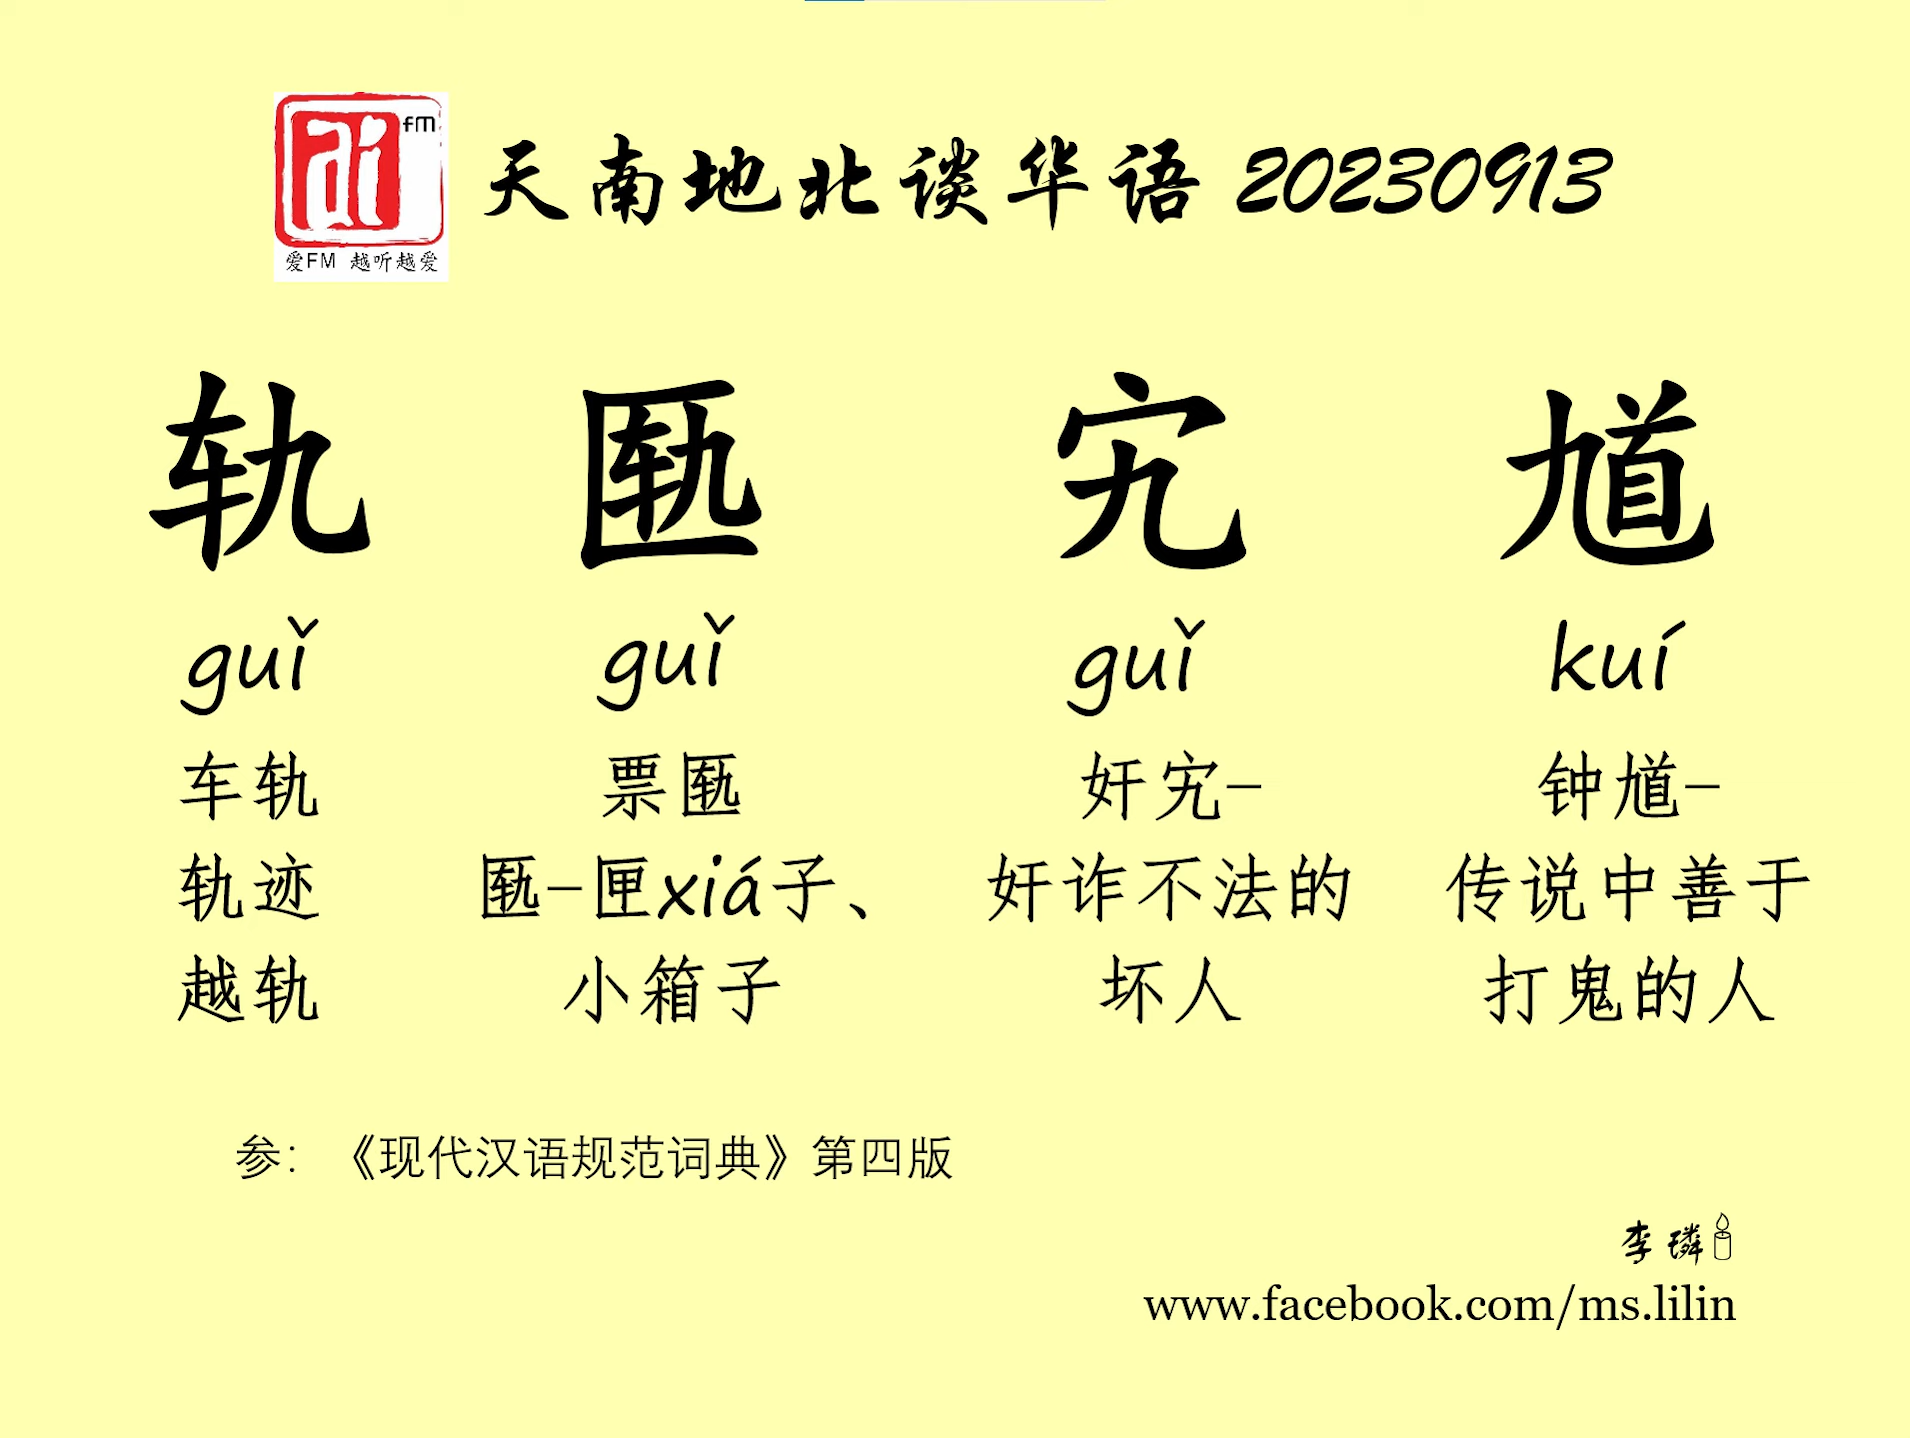 ai fm
爱FM 越听越爱
天南地北谈华语 20230913
轨 匭 宄 馗
guǐ guǐ guǐ kuí
车轨 票匭 奸宄- 钟馗-
轨迹 匭-匣xiá子、 奸诈不法的 传说中善于
越轨 小箱子 坏人 打鬼的人
参：《现代汉语规范词典》第四版
李璘
www.facebook.com/ms.lilin